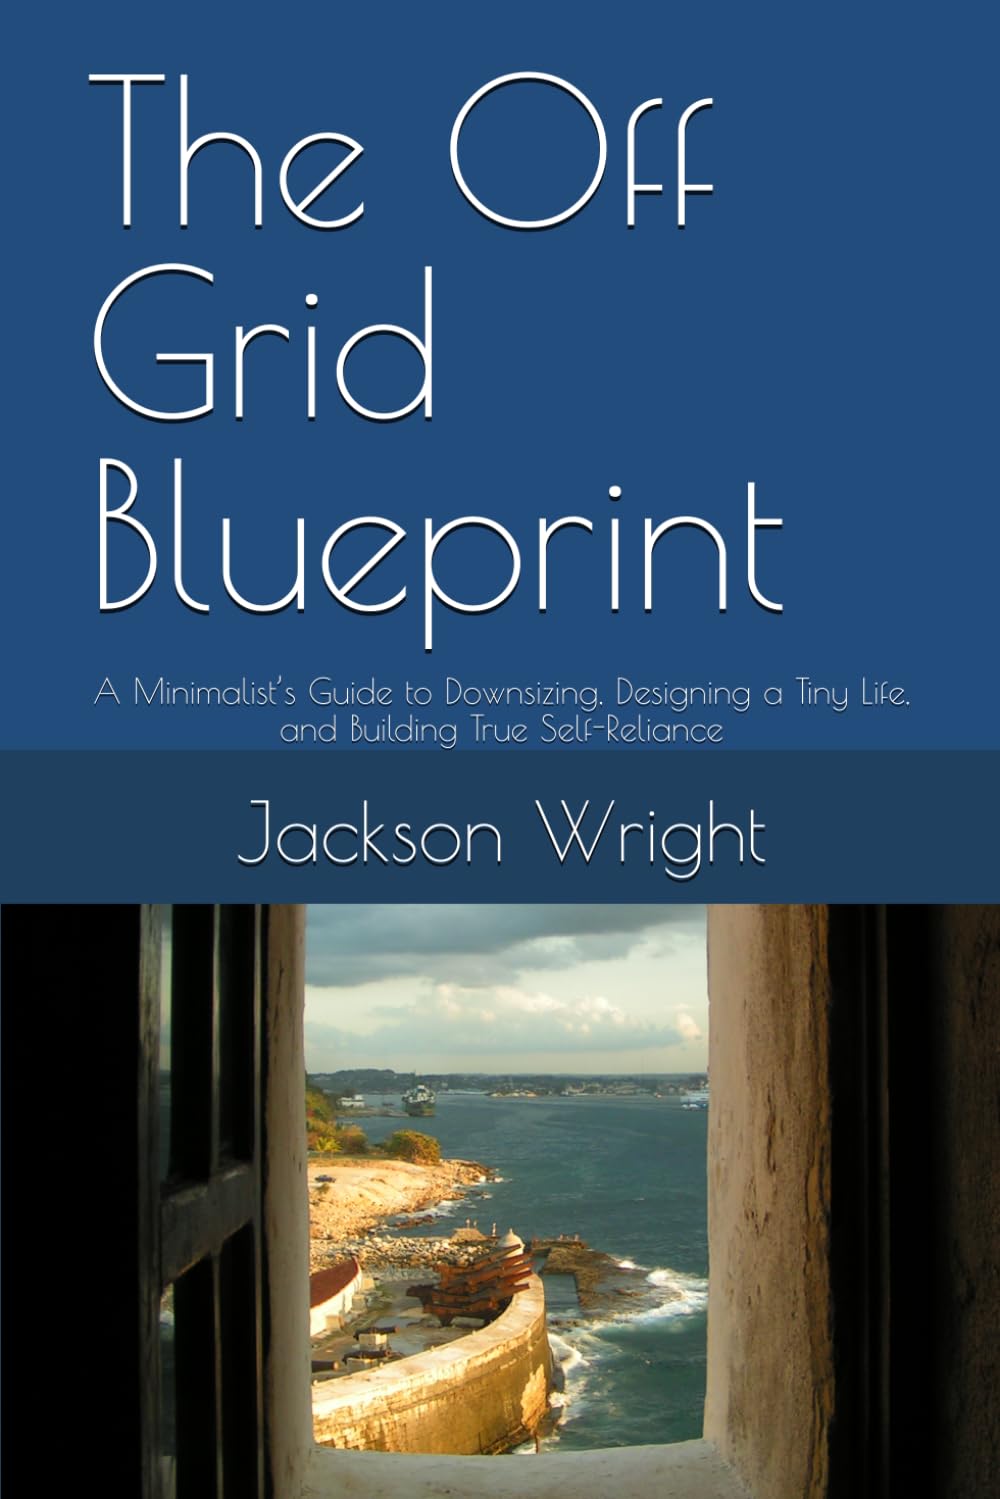 The Off
Grid
Blueprint
A Minimalist's Guide to Downsizing, Designing a Tiny Life,
and Building True Self-Reliance
Jackson Wright